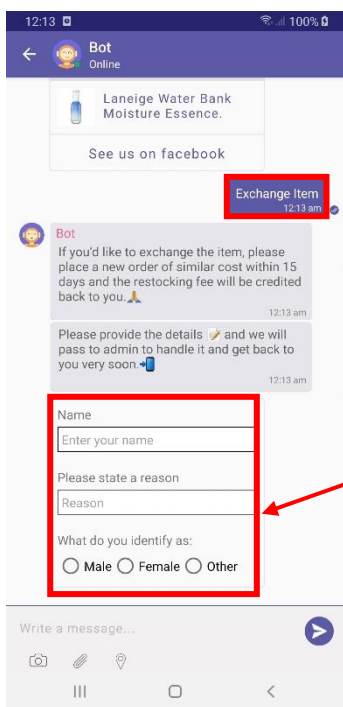 12:13
100%
Bot
Online
Laneige Water Bank
Moisture Essence.
See us on facebook
Exchange Item
12:13 am
Bot
If you'd like to exchange the item, please
place a new order of similar cost within 15
days and the restocking fee will be credited
back to you.🙏
12:13 am
Please provide the details 📝 and we will
pass to admin to handle it and get back to
you very soon.📲
12:13 am
Name
Enter your name
Please state a reason
Reason
What do you identify as:
Male Female Other
Write a message...